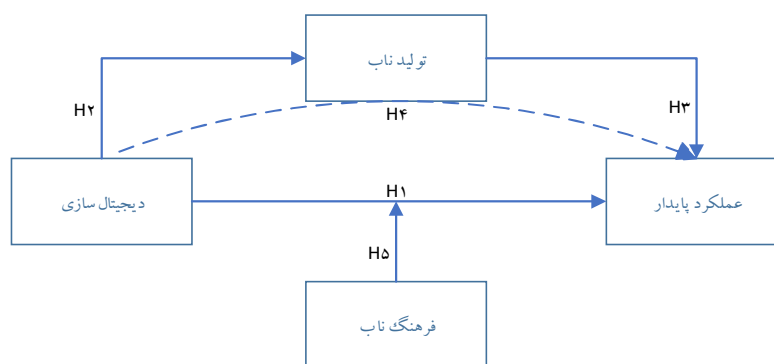 تولید ناب
H۲
H۳
H۴
دیجیتال سازی
H۱
عملکرد پایدار
H۵
فرهنگ ناب